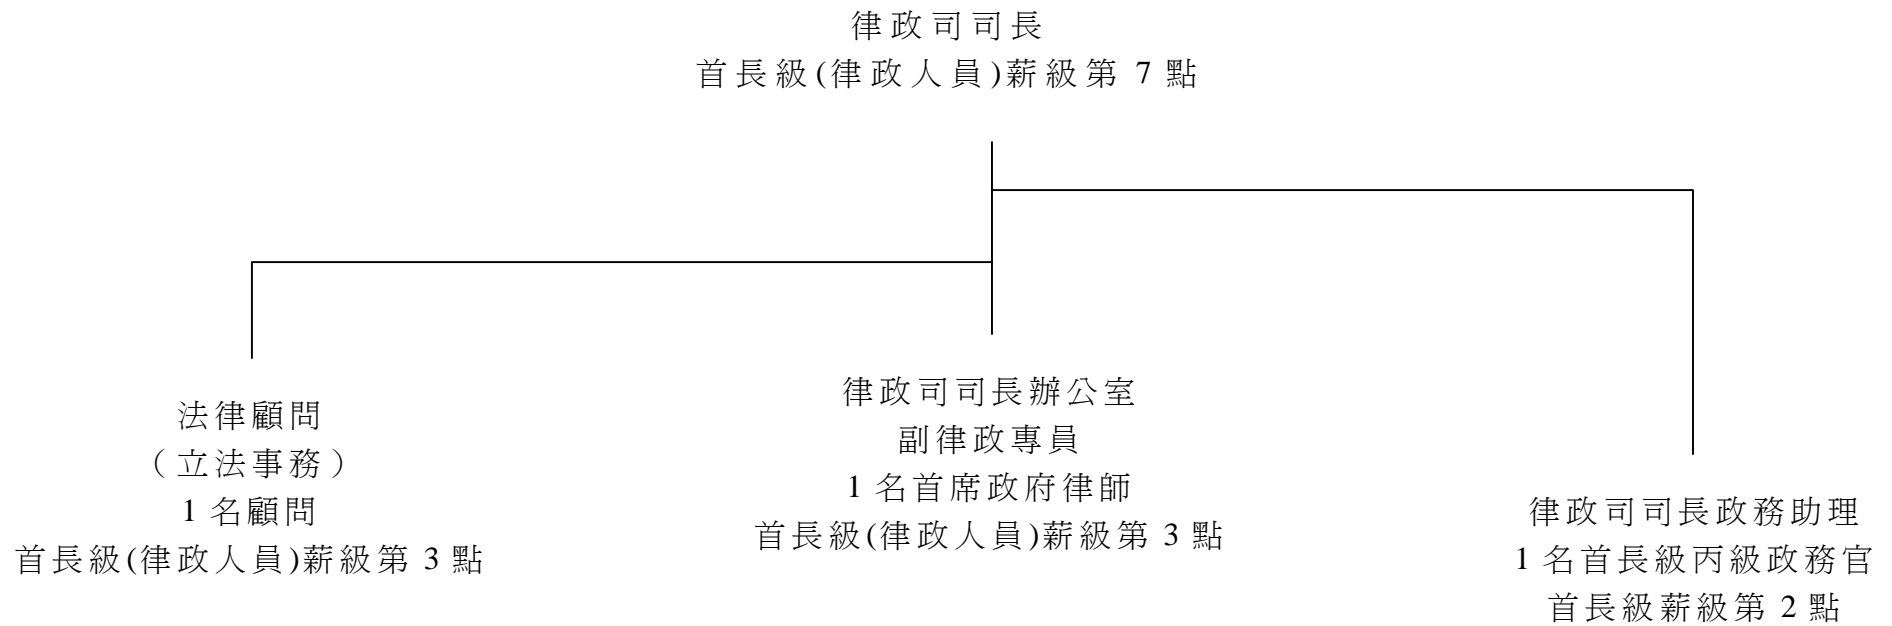 律政司司長
首長級(律政人員)薪級第 7 點
法律顧問
（立法事務）
1 名顧問
首長級(律政人員)薪級第 3 點
律政司司長辦公室
副律政專員
1 名首席政府律師
首長級(律政人員)薪級第 3 點
律政司司長政務助理
1 名首長級丙級政務官
首長級薪級第 2 點